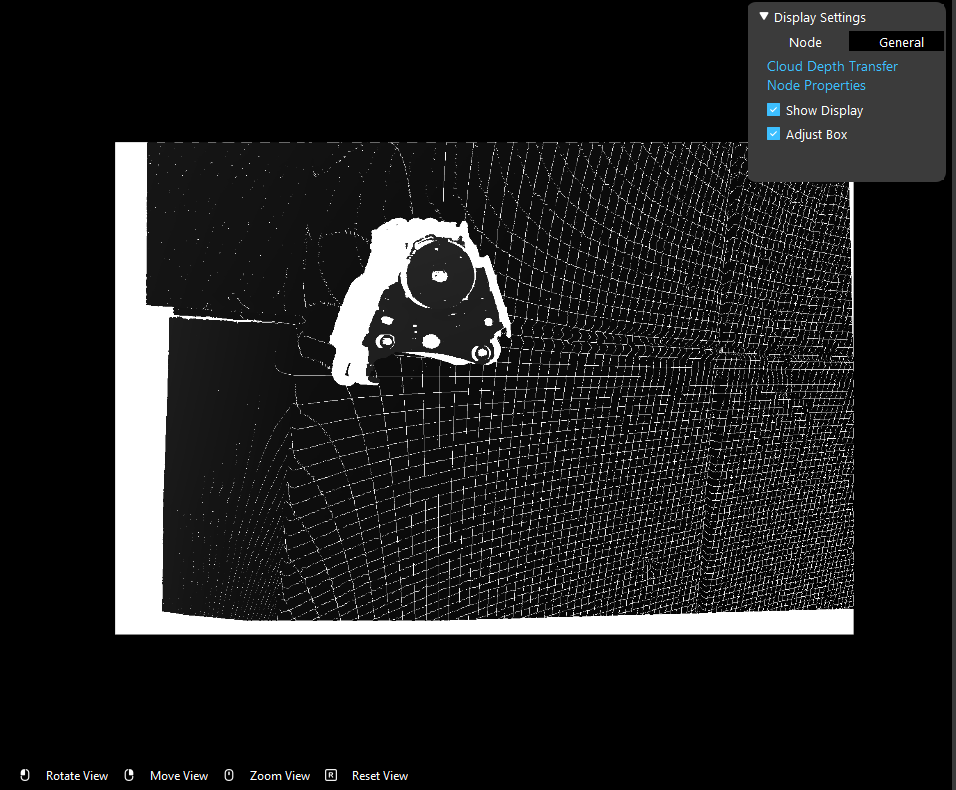 Display Settings
Node General
Cloud Depth Transfer
Node Properties
Show Display
Adjust Box
Rotate View Move View Zoom View R Reset View